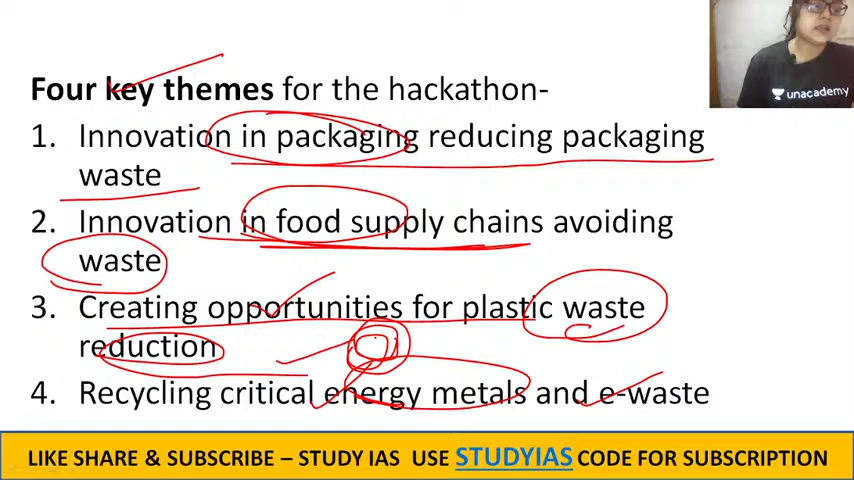 unacademy
Four key themes for the hackathon-
1. Innovation in packaging reducing packaging
waste
2. Innovation in food supply chains avoiding
waste
3. Creating opportunities for plastic waste
reduction
4. Recycling critical energy metals and e-waste
LIKE SHARE & SUBSCRIBE – STUDY IAS USE STUDYIAS CODE FOR SUBSCRIPTION